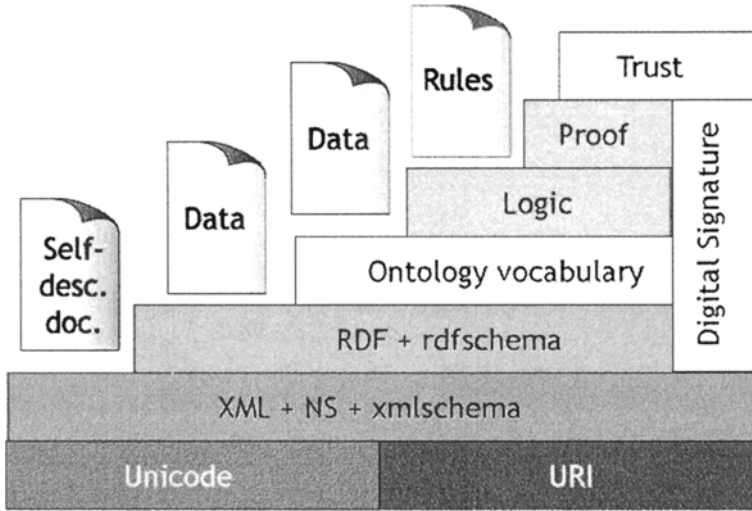 Rules
Trust
Data
Proof
Data
Logic
Digital Signature
Self-
desc.
doc.
Ontology vocabulary
RDF + rdfschema
XML + NS + xmlschema
Unicode
URI